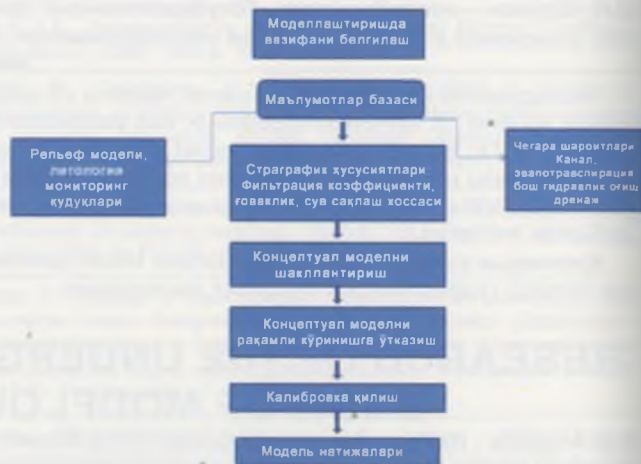 Моделлаштиришда
вазифани белгилаш
Маълумотлар базаси
Рельеф модели,
литология
мониторинг
қудуқлари
Страграфик хусусиятлари
Фильтрация коэффициенти,
ғоваклик, сув сақлаш хоссаси
Чегара шароитлари
Канал,
эвапотравспирация
бош гидравлик оғиш
дренаж
Концептуал моделни
шакллантириш
Концептуал моделни
рақамли кўринишга ўтказиш
Калибровка қилиш
Модель натижалари